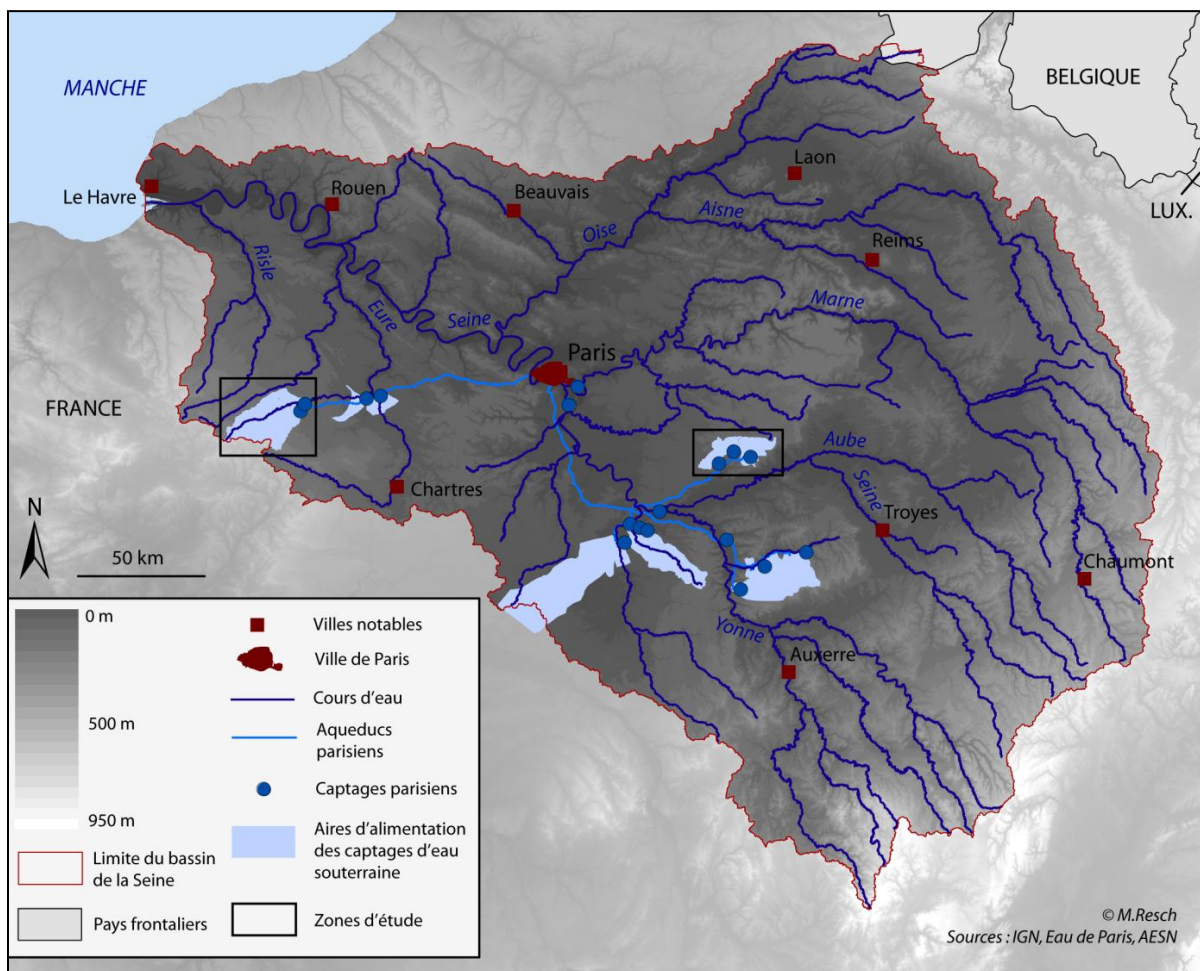 MANCHE
BELGIQUE
LUX.
Laon
Le Havre
Rouen
Beauvais
Oise
Aisne
Reims
Risle
Eure
Seine
Marne
Paris
FRANCE
Aube
Chartres
Seine
Troyes
N
50 km
Chaumont
Yonne
Auxerre
0 m
500 m
950 m
Limite du bassin
de la Seine
Pays frontaliers
Villes notables
Ville de Paris
Cours d'eau
Aqueducs
parisiens
Captages parisiens
Aires d'alimentation
des captages d'eau
souterraine
Zones d'étude
© M.Resch
Sources : IGN, Eau de Paris, AESN